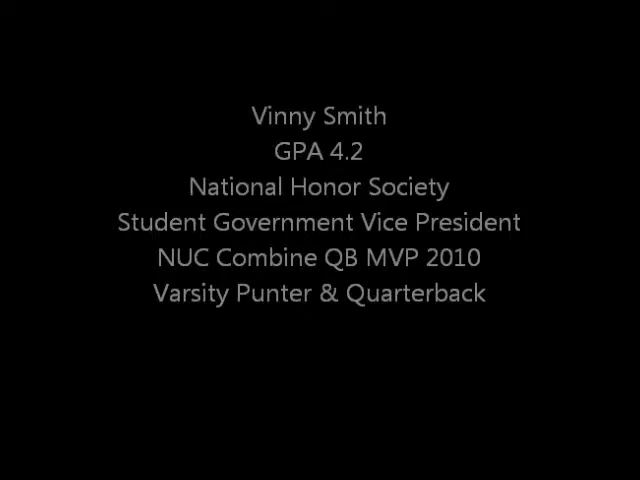 Vinny Smith
GPA 4.2
National Honor Society
Student Government Vice President
NUC Combine QB MVP 2010
Varsity Punter & Quarterback